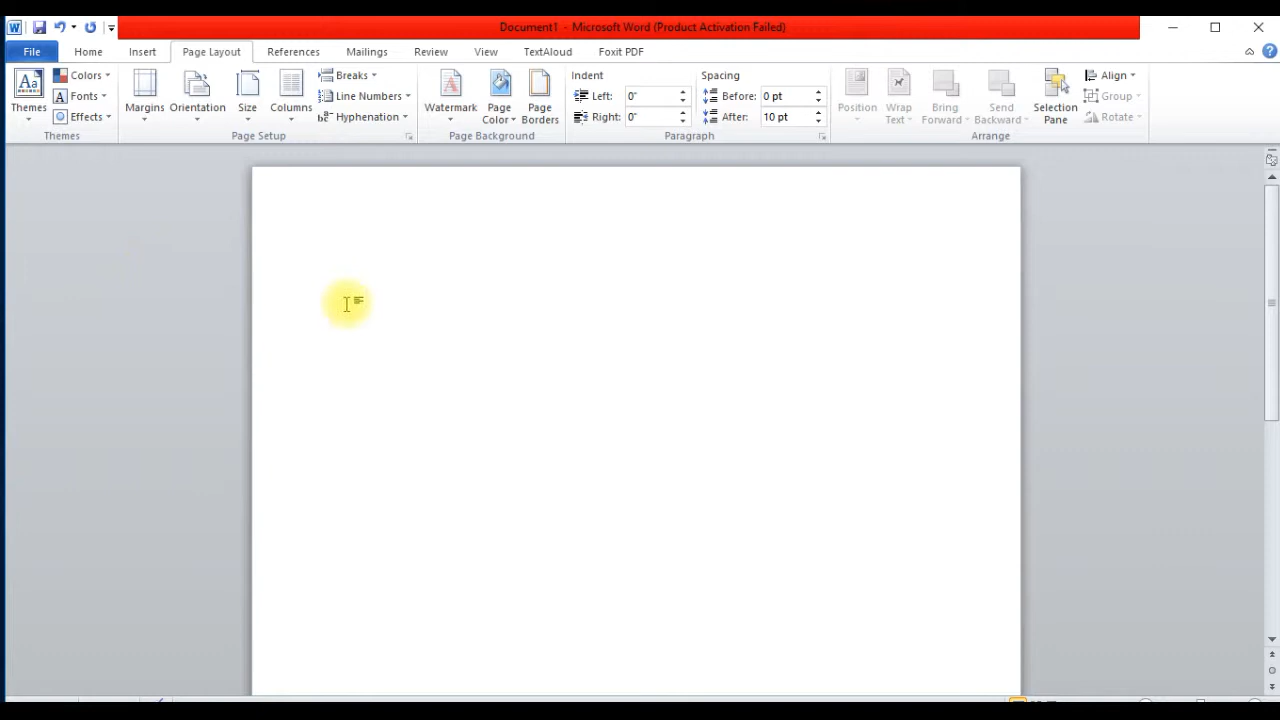 Document1 - Microsoft Word (Product Activation Failed)
File Home Insert Page Layout References Mailings Review View TextAloud Foxit PDF
Themes
Colors
Fonts
Effects
Themes
Margins
Orientation
Size
Columns
Breaks
Line Numbers
Hyphenation
Page Setup
Watermark
Page Color
Page Borders
Page Background
Indent
Left: 0"
Right: 0"
Spacing
Before: 0 pt
After: 10 pt
Paragraph
Position
Wrap Text
Bring Forward
Send Backward
Selection Pane
Align
Group
Rotate
Arrange